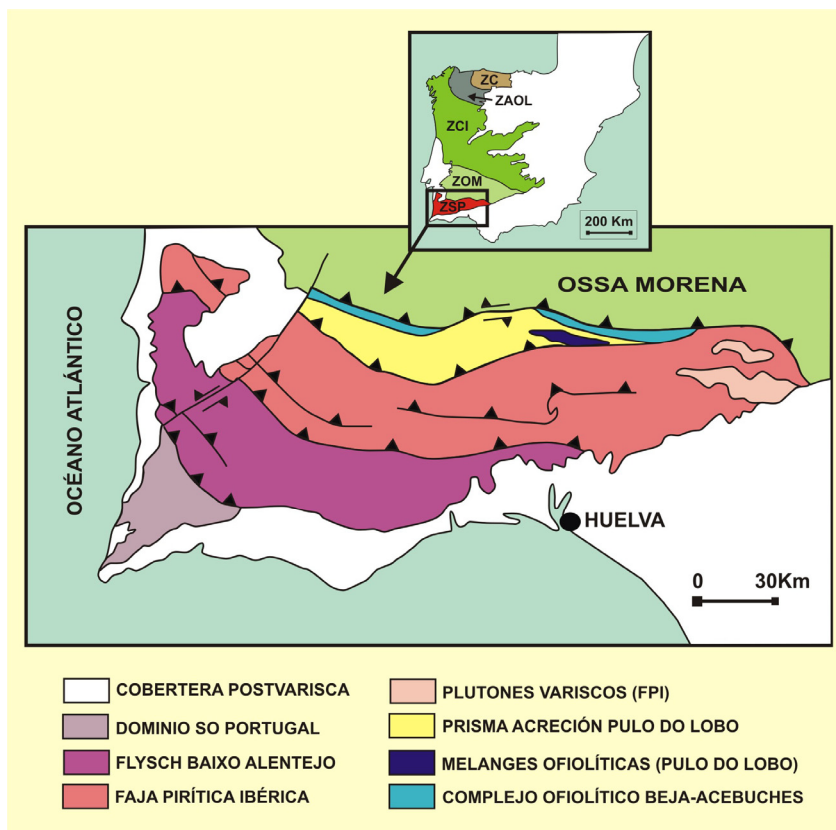 ZC
ZAOL
ZCI
ZOM
ZSP
200 Km
OSSA MORENA
OCÉANO ATLÁNTICO
HUELVA
0 30Km
COBERTERA POSTVARISCA
DOMINIO SO PORTUGAL
FLYSCH BAIXO ALENTEJO
FAJA PIRÍTICA IBÉRICA
PLUTONES VARISCOS (FPI)
PRISMA ACRECIÓN PULO DO LOBO
MELANGES OFIOLÍTICAS (PULO DO LOBO)
COMPLEJO OFIOLÍTICO BEJA-ACEBUCHES